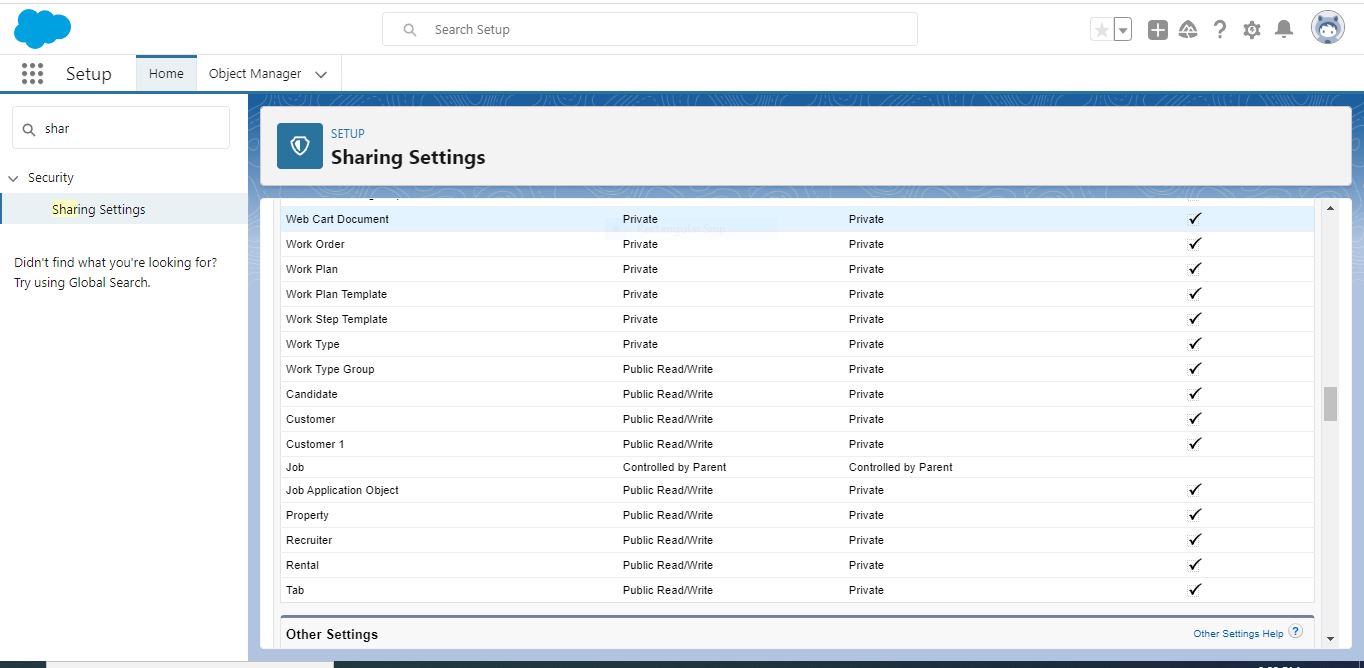 Search Setup
Setup
Home
Object Manager
shar
Security
Sharing Settings
Didn't find what you're looking for?
Try using Global Search.
SETUP
Sharing Settings
Web Cart Document Private Private
Rectangular Snip
Work Order Private Private
Work Plan Private Private
Work Plan Template Private Private
Work Step Template Private Private
Work Type Private Private
Work Type Group Public Read/Write Private
Candidate Public Read/Write Private
Customer Public Read/Write Private
Customer 1 Public Read/Write Private
Job Controlled by Parent Controlled by Parent
Job Application Object Public Read/Write Private
Property Public Read/Write Private
Recruiter Public Read/Write Private
Rental Public Read/Write Private
Tab Public Read/Write Private
Other Settings
Other Settings Help ?